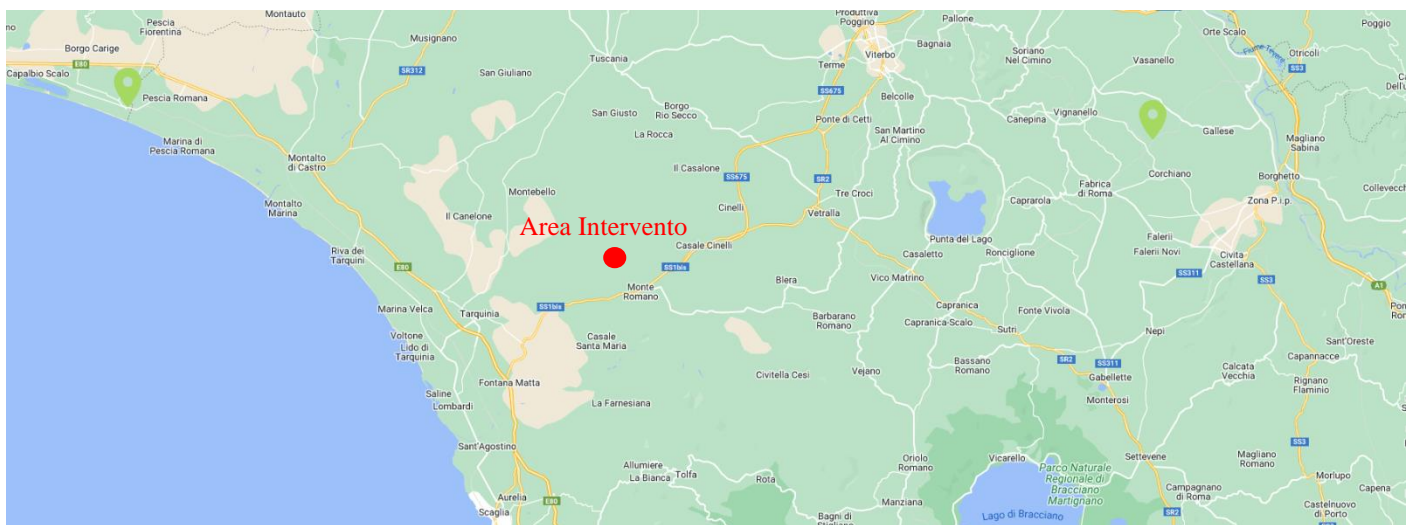 Montauto
Produttiva
Poggino
Pallone
Poggio
Pescia
Fiorentina
Musignano
Bagnaia
Soriano
Nel Cimino
Orte Scalo
Borgo Carige
Tuscania
Viterbo
Terme
Vasanello
Fiume Tevere
Otricoli
SS3
E80
SR312
San Giuliano
Capalbio Scalo
SS675
Belcolle
Pescia Romana
San Giusto
Borgo
Rio Secco
Ponte di Cetti
Canepina
Vignanello
La Rocca
San Martino
Al Cimino
Gallese
Magliano
Sabina
Marina di
Pescia Romana
Montalto
di Castro
Il Casalone
SS675
SR2
Corchiano
Borghetto
Montebello
Tre Croci
Fabrica
di Roma
Collevecch
Montalto
Marina
Il Canelone
Cinelli
Vetralla
Caprarola
Zona P.i.p.
Area Intervento
Riva dei
Tarquini
Casale Cinelli
Punta del Lago
Falerii
Falerii Novi
E80
SS1bis
Casaletto
Ronciglione
Civita
Castellana
SS311
SS3
Monte
Romano
Blera
Vico Matrino
A1
Marina Velca
Tarquinia
SS1bis
Capranica
Fonte Vivola
Barbarano
Romano
Capranica-Scalo
Sutri
Nepi
Voltone
Lido di
Tarquinia
Casale
Santa Maria
Sant'Oreste
SR2
SS311
Capannacce
Civitella Cesi
Vejano
Bassano
Romano
Gabellette
Calcata
Vecchia
Fontana Matta
Rignano
Flaminio
Saline
Lombardi
La Farnesiana
Monterosi
SS3
Sant'Agostino
Oriolo
Romano
Vicarello
Settevene
Magliano
Romano
Allumiere
La Bianca
Tolfa
Rota
Parco Naturale
Regionale di
Bracciano
Martignano
Morlupo
Capena
Aurelia
E80
Manziana
Campagnano
di Roma
Scaglia
Bagni di
Lago di Bracciano
SR2
Castelnuovo
di Porto